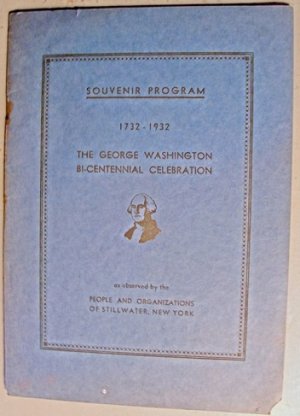 SOUVENIR PROGRAM
1732 - 1932
THE GEORGE WASHINGTON
BI-CENTENNIAL CELEBRATION
as observed by the
PEOPLE AND ORGANIZATIONS
OF STILLWATER, NEW YORK